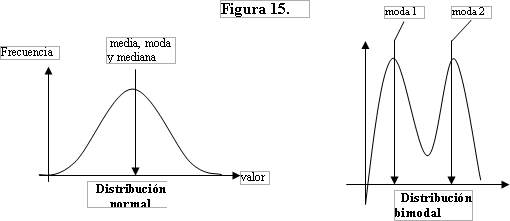 Figura 15.
Frecuencia
media, moda
y mediana
valor
Distribución
normal
moda 1
moda 2
Distribución
bimodal